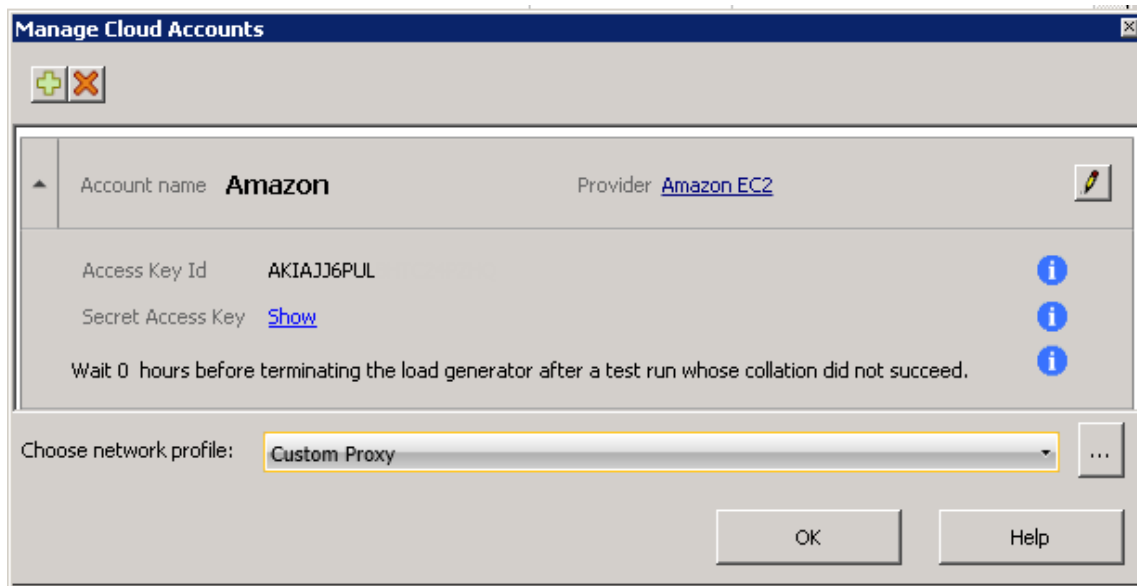 Manage Cloud Accounts
Account name Amazon Provider Amazon EC2
Access Key Id AKIAJJ6PUL
Secret Access Key Show
Wait 0 hours before terminating the load generator after a test run whose collation did not succeed.
Choose network profile: Custom Proxy ...
OK Help